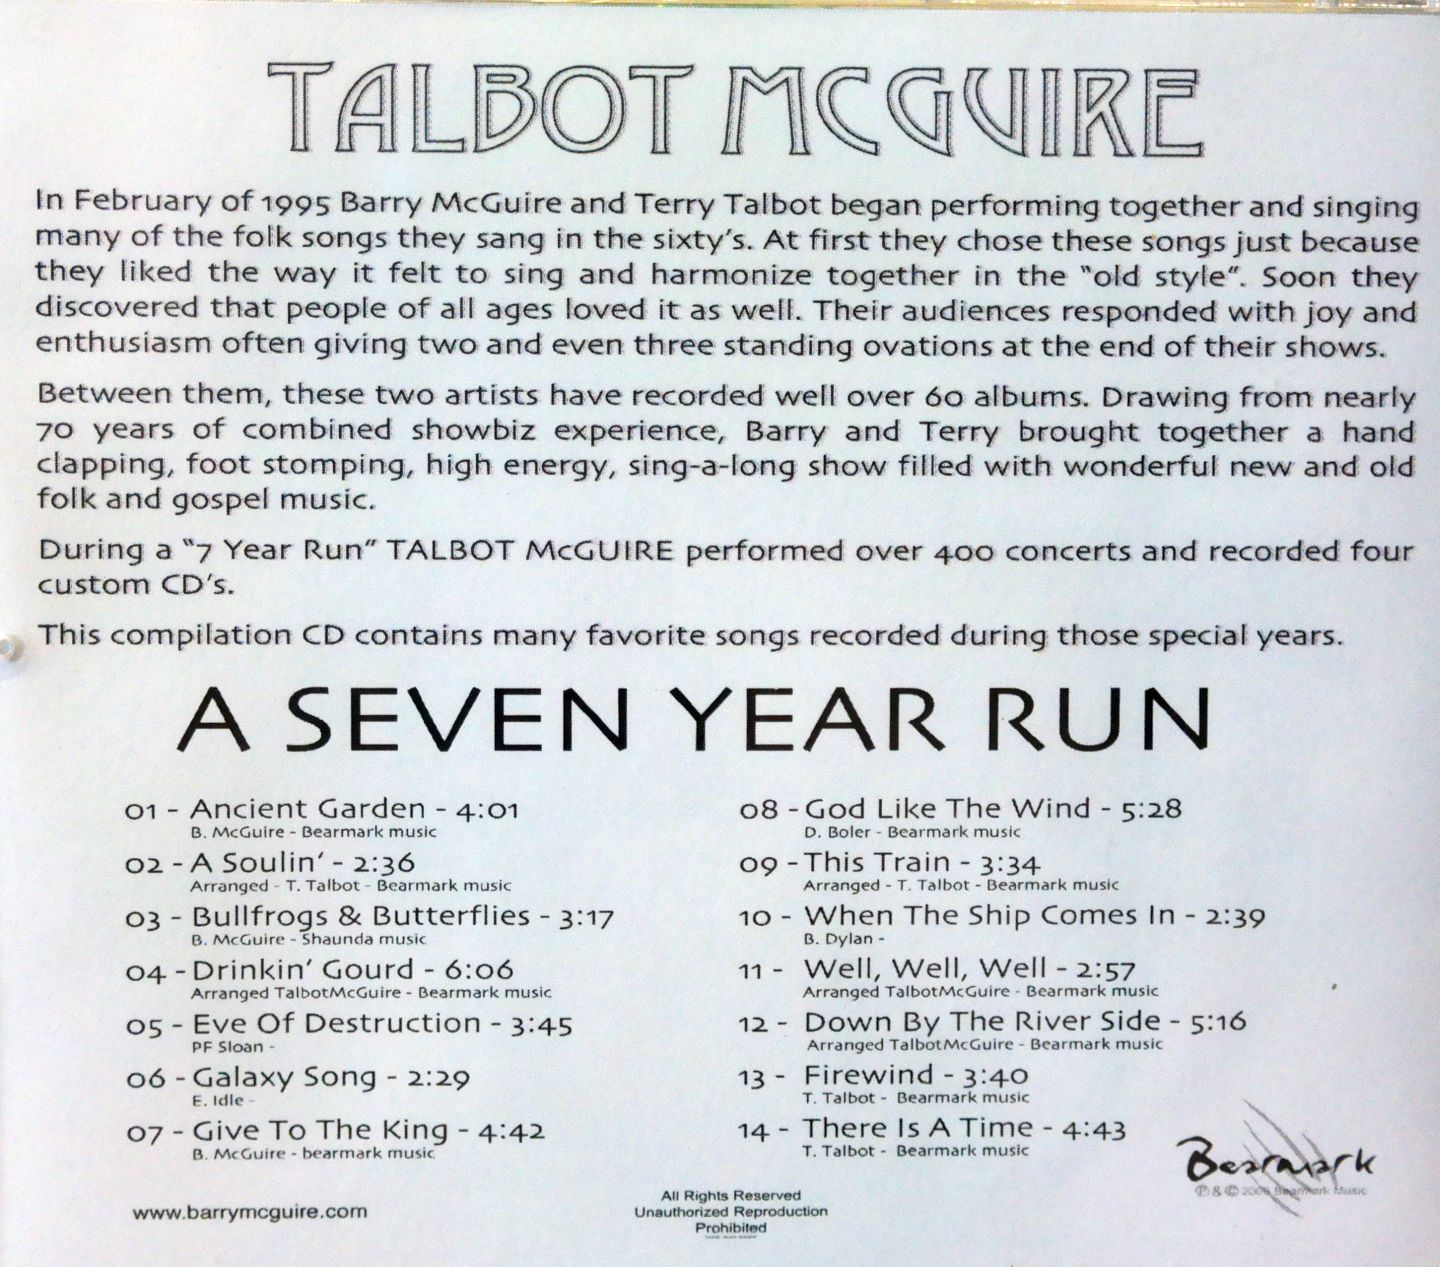 TALBOT MCGUIRE
In February of 1995 Barry McGuire and Terry Talbot began performing together and singing
many of the folk songs they sang in the sixty's. At first they chose these songs just because
they liked the way it felt to sing and harmonize together in the "old style". Soon they
discovered that people of all ages loved it as well. Their audiences responded with joy and
enthusiasm often giving two and even three standing ovations at the end of their shows.
Between them, these two artists have recorded well over 60 albums. Drawing from nearly
70 years of combined showbiz experience, Barry and Terry brought together a hand
clapping, foot stomping, high energy, sing-a-long show filled with wonderful new and old
folk and gospel music.
During a "7 Year Run" TALBOT McGUIRE performed over 400 concerts and recorded four
custom CD's.
This compilation CD contains many favorite songs recorded during those special years.
A SEVEN YEAR RUN
01 - Ancient Garden - 4:01
B. McGuire - Bearmark music
02 - A Soulin' - 2:36
Arranged - T. Talbot - Bearmark music
03 - Bullfrogs & Butterflies - 3:17
B. McGuire - Shaunda music
04 - Drinkin' Gourd - 6:06
Arranged TalbotMcGuire - Bearmark music
05 - Eve Of Destruction - 3:45
PF Sloan -
06 - Galaxy Song - 2:29
E. Idle -
07 - Give To The King - 4:42
B. McGuire - bearmark music
08 - God Like The Wind - 5:28
D. Boler - Bearmark music
09 - This Train - 3:34
Arranged - T. Talbot - Bearmark music
10 - When The Ship Comes In - 2:39
B. Dylan -
11 - Well, Well, Well - 2:57
Arranged TalbotMcGuire - Bearmark music
12 - Down By The River Side - 5:16
Arranged TalbotMcGuire - Bearmark music
13 - Firewind - 3:40
T. Talbot - Bearmark music
14 - There Is A Time - 4:43
T. Talbot - Bearmark music
Bearmark
℗ & © 2006 Bearmark Music
www.barrymcguire.com
All Rights Reserved
Unauthorized Reproduction
Prohibited